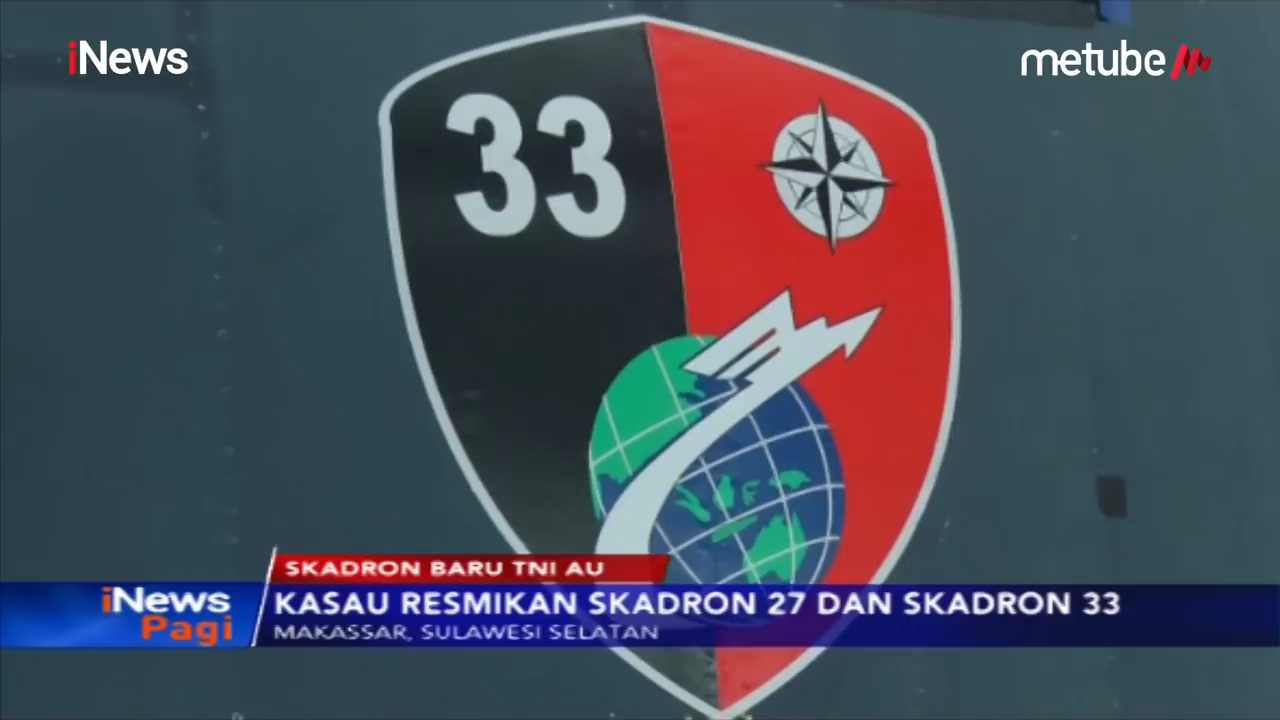 iNews
metube
33
SKADRON BARU TNI AU
iNews
Pagi
KASAU RESMIKAN SKADRON 27 DAN SKADRON 33
MAKASSAR, SULAWESI SELATAN